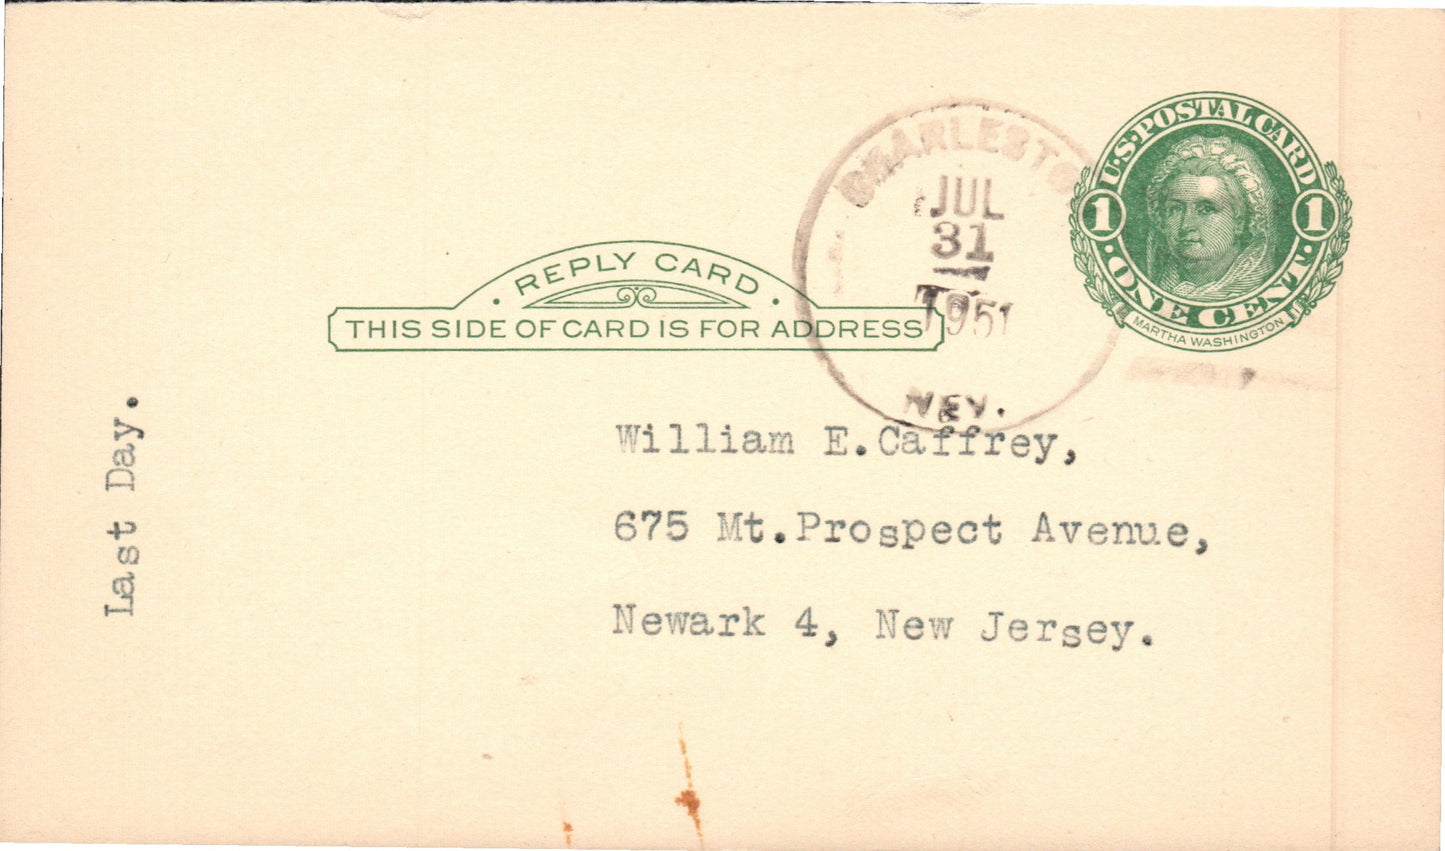 CHARLESTO
JUL
31
1951
NEV.
U.S. POSTAL CARD
1 1
ONE CENT
MARTHA WASHINGTON
· REPLY CARD ·
THIS SIDE OF CARD IS FOR ADDRESS
William E.Caffrey,
675 Mt.Prospect Avenue,
Newark 4, New Jersey.
Last Day.